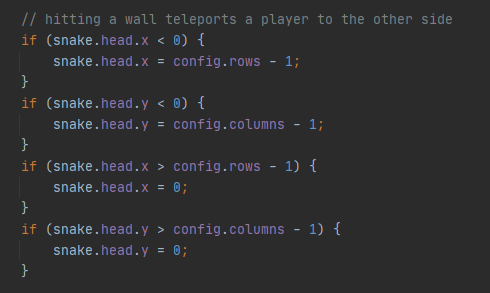 // hitting a wall teleports a player to the other side
if (snake.head.x < 0) {
    snake.head.x = config.rows - 1;
}
if (snake.head.y < 0) {
    snake.head.y = config.columns - 1;
}
if (snake.head.x > config.rows - 1) {
    snake.head.x = 0;
}
if (snake.head.y > config.columns - 1) {
    snake.head.y = 0;
}